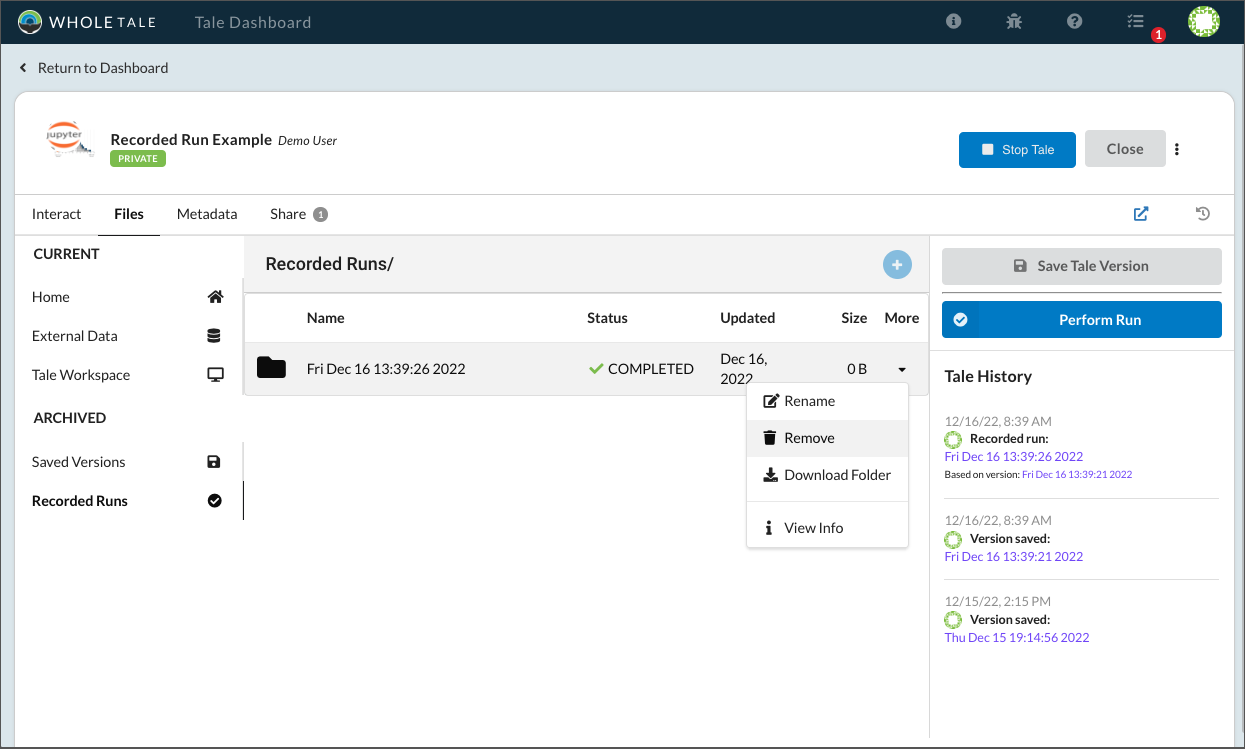 WHOLE TALE
Tale Dashboard
1
Return to Dashboard
jupyter
Recorded Run Example Demo User
PRIVATE
Stop Tale
Close
Interact
Files
Metadata
Share 1
CURRENT
Home
External Data
Tale Workspace
ARCHIVED
Saved Versions
Recorded Runs
Recorded Runs/
Name Status Updated Size More
Fri Dec 16 13:39:26 2022 COMPLETED Dec 16, 0 B
2022
Rename
Remove
Download Folder
View Info
Save Tale Version
Perform Run
Tale History
12/16/22, 8:39 AM
Recorded run:
Fri Dec 16 13:39:26 2022
Based on version: Fri Dec 16 13:39:21 2022
12/16/22, 8:39 AM
Version saved:
Fri Dec 16 13:39:21 2022
12/15/22, 2:15 PM
Version saved:
Thu Dec 15 19:14:56 2022